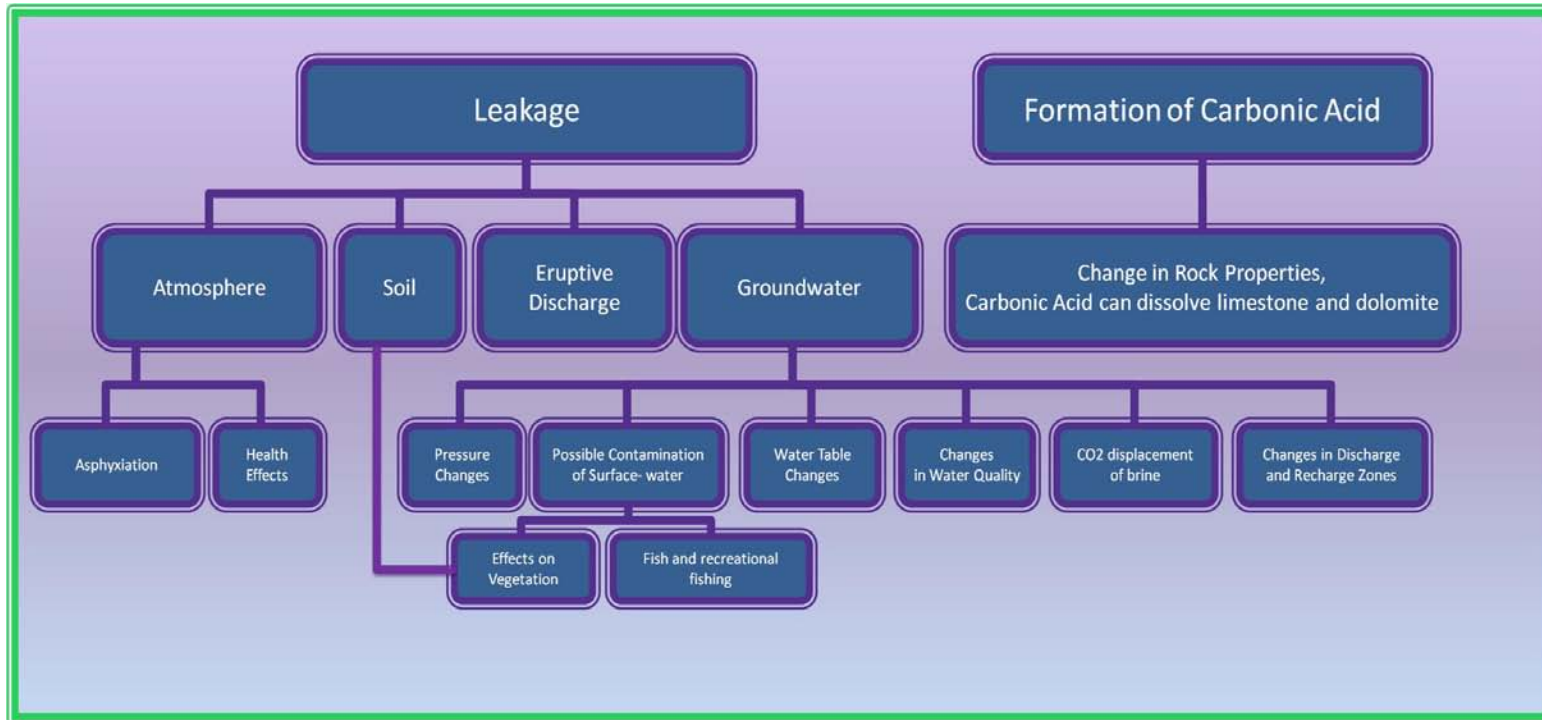 Leakage
Formation of Carbonic Acid
Atmosphere
Soil
Eruptive
Discharge
Groundwater
Change in Rock Properties,
Carbonic Acid can dissolve limestone and dolomite
Asphyxiation
Health
Effects
Pressure
Changes
Possible Contamination
of Surface- water
Water Table
Changes
Changes
in Water Quality
CO2 displacement
of brine
Changes in Discharge
and Recharge Zones
Effects on
Vegetation
Fish and recreational
fishing